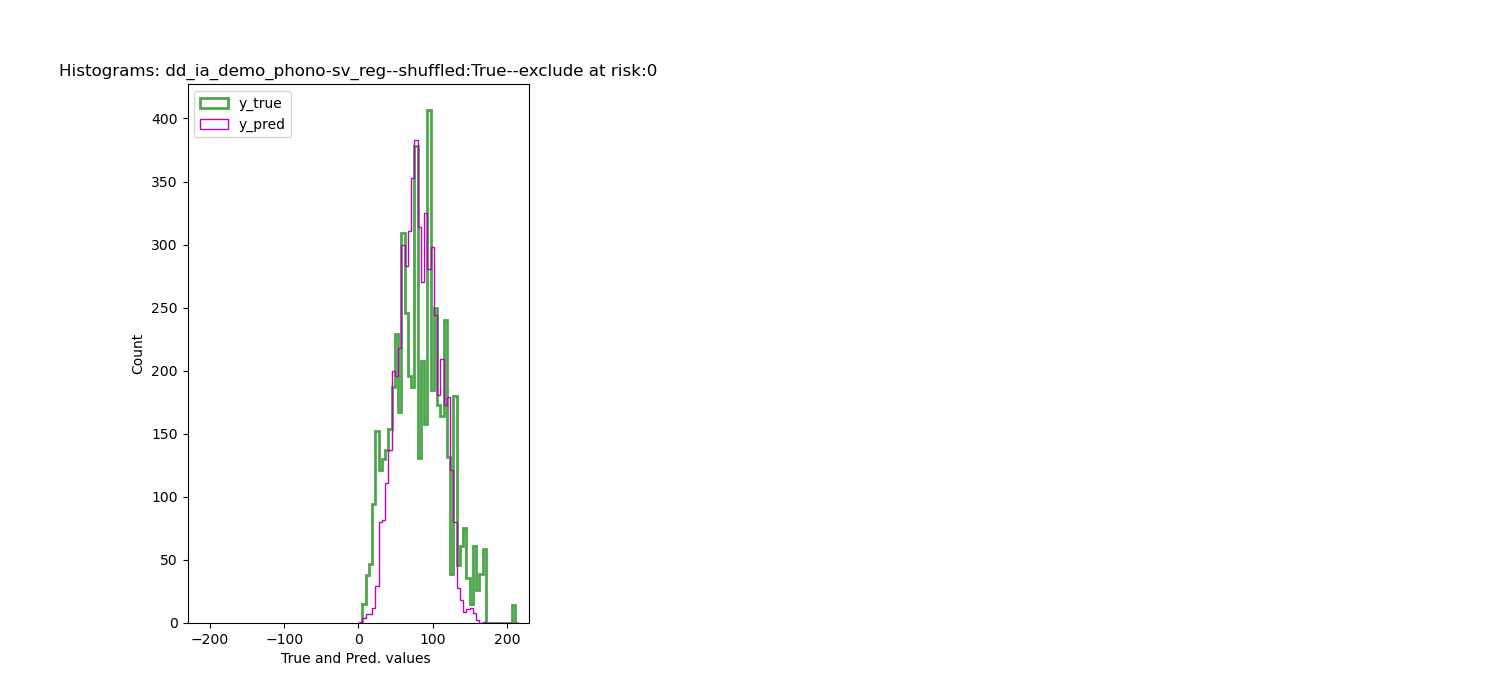 Histograms: dd_ia_demo_phono-sv_reg--shuffled:True--exclude at risk:0
y_true
y_pred
400
350
300
250
200
150
100
50
0
Count
−200
−100
0
100
200
True and Pred. values